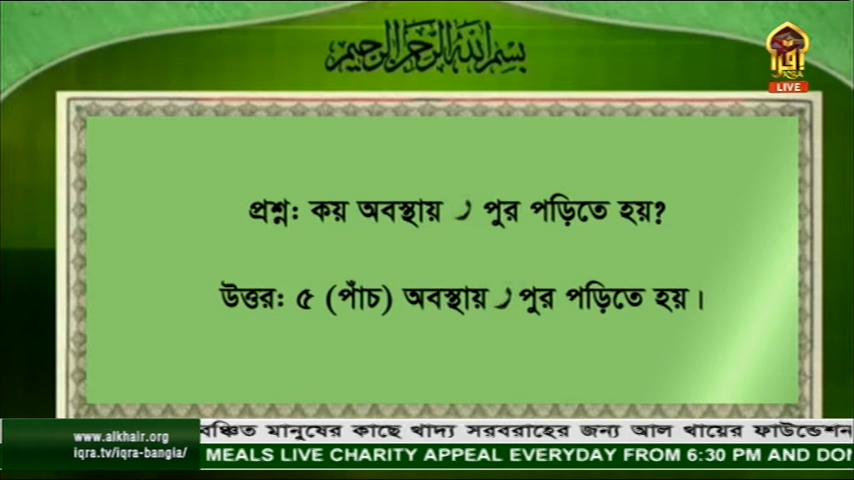 بسم الله الرحمن الرحيم
اقرأ
IQRA
LIVE
প্রশ্ন: কয় অবস্থায় ر পুর পড়িতে হয়?
উত্তর: ৫ (পাঁচ) অবস্থায় ر পুর পড়িতে হয়।
www.alkhair.org
iqra.tv/iqra-bangla/
বঞ্চিত মানুষের কাছে খাদ্য সরবরাহের জন্য আল খায়ের ফাউন্ডেশন
MEALS LIVE CHARITY APPEAL EVERYDAY FROM 6:30 PM AND DON